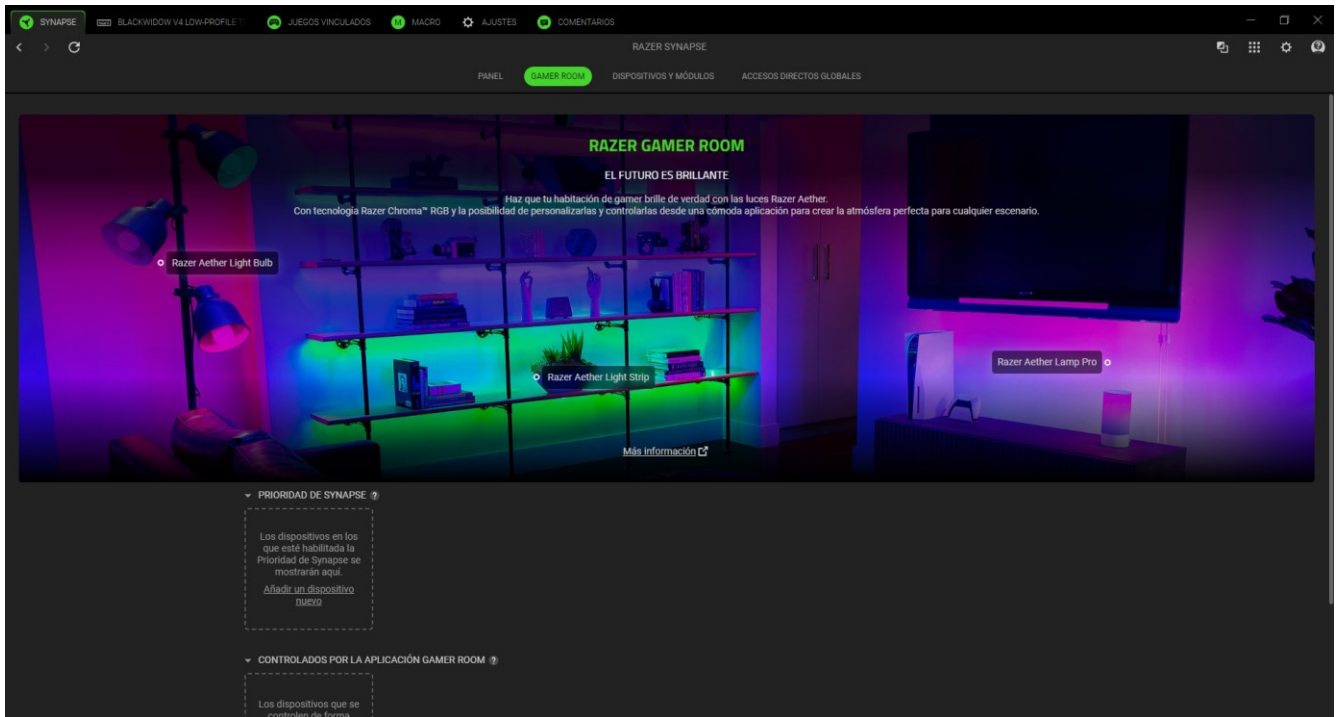 SYNAPSE
BLACKWIDOW V4 LOW-PROFILE T
JUEGOS VINCULADOS
MACRO
AJUSTES
COMENTARIOS
RAZER SYNAPSE
PANEL
GAMER ROOM
DISPOSITIVOS Y MÓDULOS
ACCESOS DIRECTOS GLOBALES
RAZER GAMER ROOM
EL FUTURO ES BRILLANTE
Haz que tu habitación de gamer brille de verdad con las luces Razer Aether.
Con tecnología Razer Chroma™ RGB y la posibilidad de personalizarlas y controlarlas desde una cómoda aplicación para crear la atmósfera perfecta para cualquier escenario.
Razer Aether Light Bulb
Razer Aether Light Strip
Razer Aether Lamp Pro
Más información
PRIORIDAD DE SYNAPSE ?
Los dispositivos en los
que esté habilitada la
Prioridad de Synapse se
mostrarán aquí.
Añadir un dispositivo
nuevo
CONTROLADOS POR LA APLICACIÓN GAMER ROOM ?
Los dispositivos que se
controlen de forma